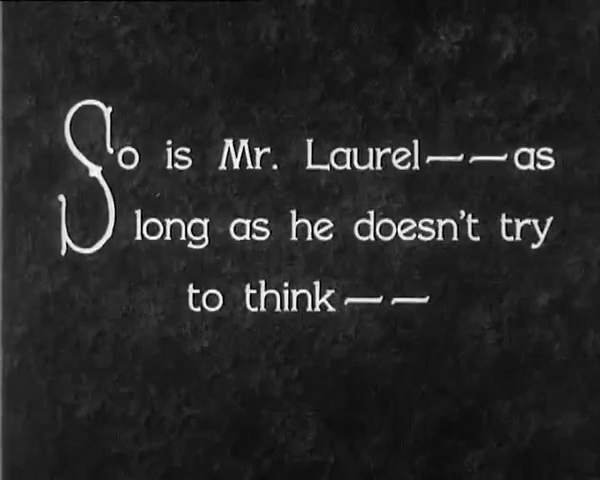 So is Mr. Laurel——as
long as he doesn't try
to think——